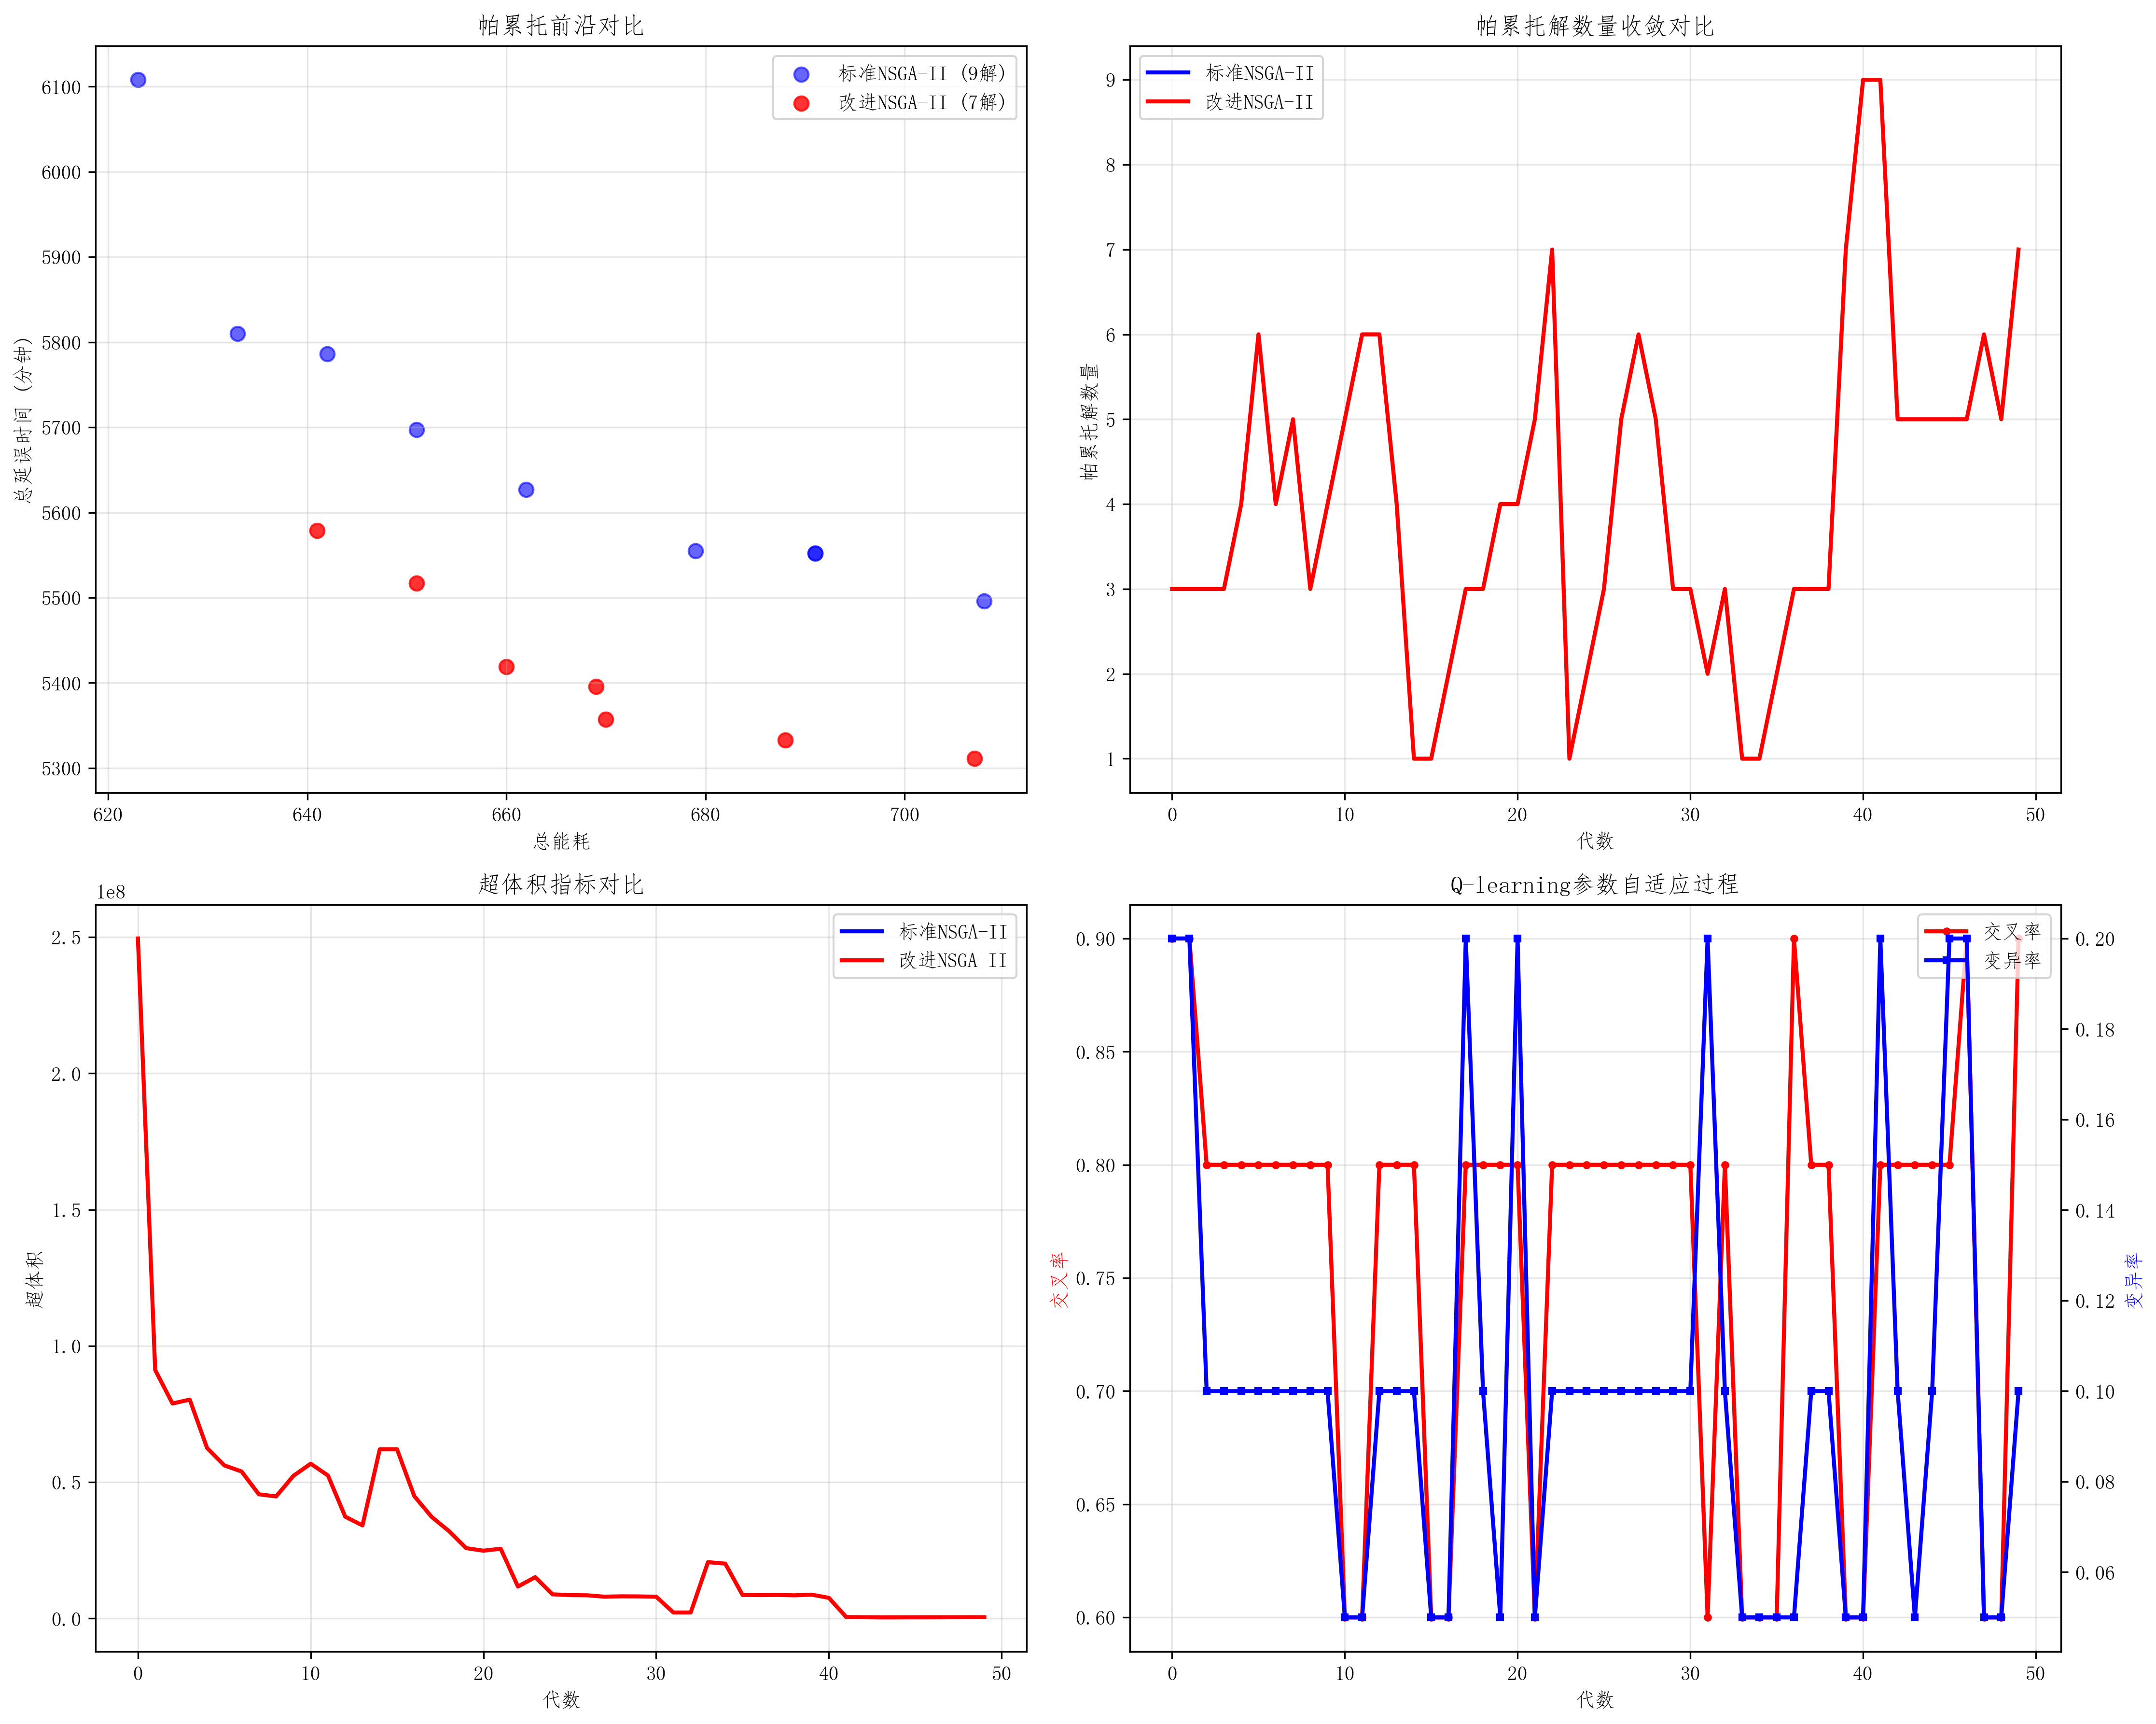 帕累托前沿对比
标准NSGA-II (9解)
改进NSGA-II (7解)
总延误时间 (分钟)
6100
6000
5900
5800
5700
5600
5500
5400
5300
620 640 660 680 700
总能耗
帕累托解数量收敛对比
标准NSGA-II
改进NSGA-II
帕累托解数量
9
8
7
6
5
4
3
2
1
0 10 20 30 40 50
代数
超体积指标对比
1e8
标准NSGA-II
改进NSGA-II
超体积
2.5
2.0
1.5
1.0
0.5
0.0
0 10 20 30 40 50
代数
Q-learning参数自适应过程
交叉率
变异率
交叉率
0.90
0.85
0.80
0.75
0.70
0.65
0.60
0.20
0.18
0.16
0.14
0.12
0.10
0.08
0.06
变异率
0 10 20 30 40 50
代数